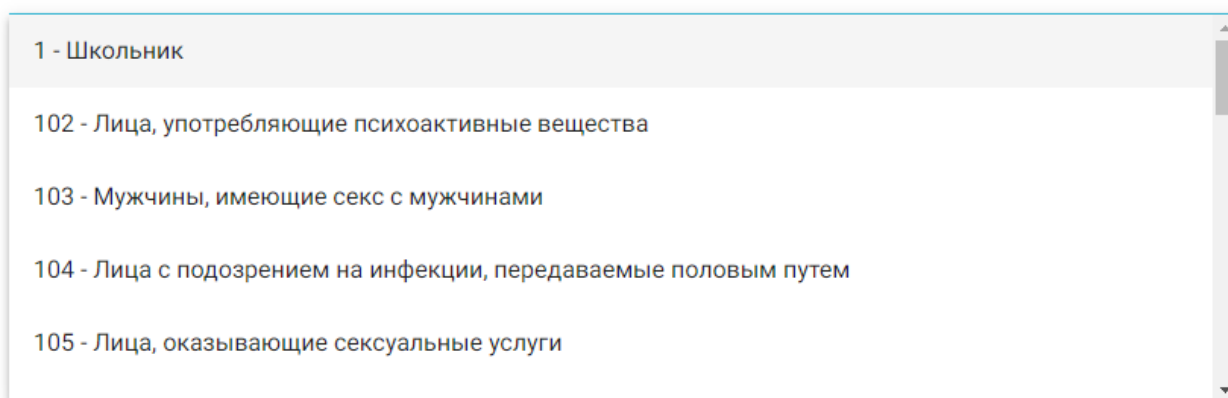 1 - Школьник
102 - Лица, употребляющие психоактивные вещества
103 - Мужчины, имеющие секс с мужчинами
104 - Лица с подозрением на инфекции, передаваемые половым путем
105 - Лица, оказывающие сексуальные услуги